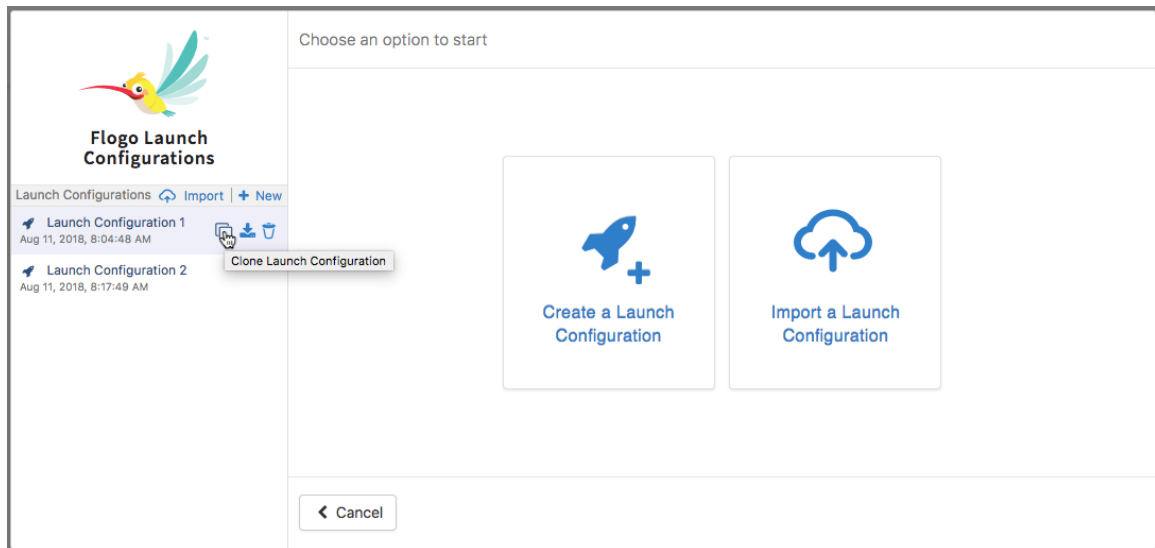 Choose an option to start
™
Flogo Launch
Configurations
Launch Configurations Import + New
Launch Configuration 1
Aug 11, 2018, 8:04:48 AM
Clone Launch Configuration
Launch Configuration 2
Aug 11, 2018, 8:17:49 AM
Create a Launch
Configuration
Import a Launch
Configuration
Cancel